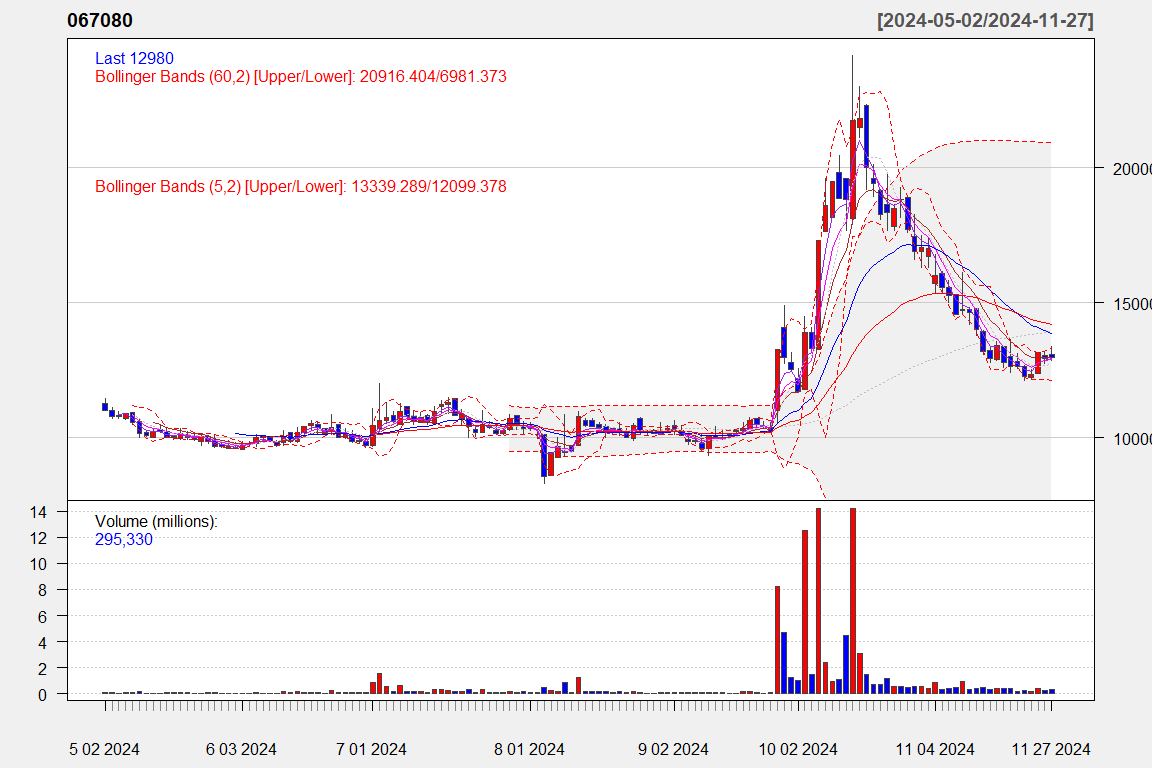 067080 [2024-05-02/2024-11-27]
Last 12980
Bollinger Bands (60,2) [Upper/Lower]: 20916.404/6981.373
Bollinger Bands (5,2) [Upper/Lower]: 13339.289/12099.378
20000
15000
10000
Volume (millions):
295,330
14
12
10
8
6
4
2
0
5 02 2024 6 03 2024 7 01 2024 8 01 2024 9 02 2024 10 02 2024 11 04 2024 11 27 2024